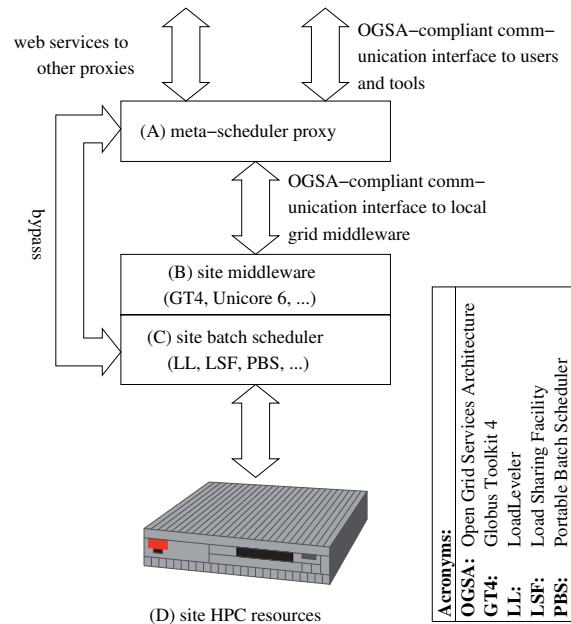 web services to
other proxies
OGSA−compliant comm−
unication interface to users
and tools
(A) meta−scheduler proxy
OGSA−compliant comm−
unication interface to local
grid middleware
bypass
(B) site middleware
(GT4, Unicore 6, ...)
(C) site batch scheduler
(LL, LSF, PBS, ...)
(D) site HPC resources
Acronyms:
OGSA: Open Grid Services Architecture
GT4: Globus Toolkit 4
LL: LoadLeveler
LSF: Load Sharing Facility
PBS: Portable Batch Scheduler